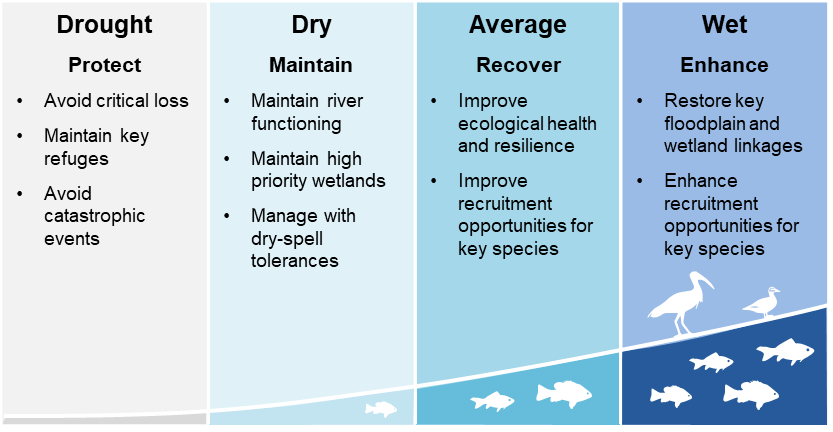 Drought
Protect
• Avoid critical loss
• Maintain key
refuges
• Avoid
catastrophic
events
Dry
Maintain
• Maintain river
functioning
• Maintain high
priority wetlands
• Manage with
dry-spell
tolerances
Average
Recover
• Improve
ecological health
and resilience
• Improve
recruitment
opportunities for
key species
Wet
Enhance
• Restore key
floodplain and
wetland linkages
• Enhance
recruitment
opportunities for
key species